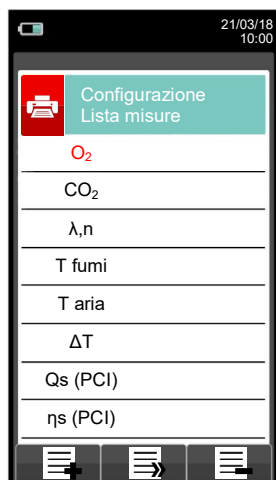 21/03/18
10:00
Configurazione
Lista misure
O₂
CO₂
λ,n
T fumi
T aria
ΔT
Qs (PCI)
ηs (PCI)